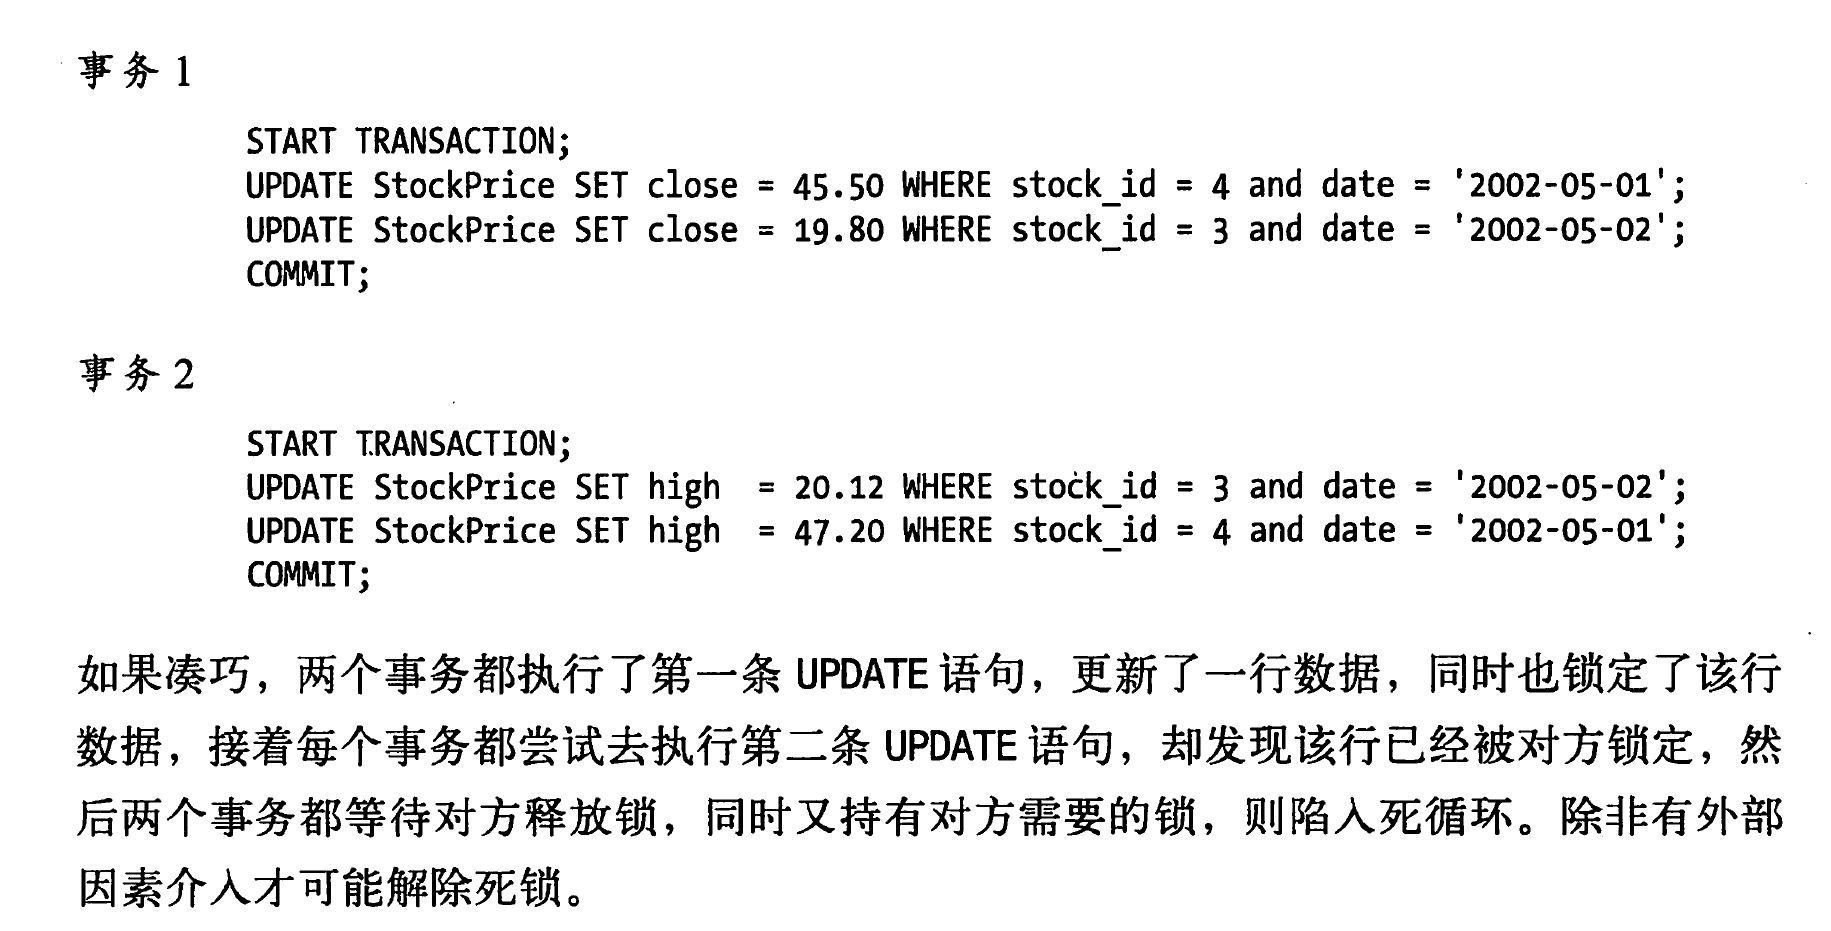 事务 1
START TRANSACTION;
UPDATE StockPrice SET close = 45.50 WHERE stock_id = 4 and date = '2002-05-01';
UPDATE StockPrice SET close = 19.80 WHERE stock_id = 3 and date = '2002-05-02';
COMMIT;
事务 2
START TRANSACTION;
UPDATE StockPrice SET high  = 20.12 WHERE stock_id = 3 and date = '2002-05-02';
UPDATE StockPrice SET high  = 47.20 WHERE stock_id = 4 and date = '2002-05-01';
COMMIT;
如果凑巧，两个事务都执行了第一条 UPDATE 语句，更新了一行数据，同时也锁定了该行
数据，接着每个事务都尝试去执行第二条 UPDATE 语句，却发现该行已经被对方锁定，然
后两个事务都等待对方释放锁，同时又持有对方需要的锁，则陷入死循环。除非有外部
因素介入才可能解除死锁。